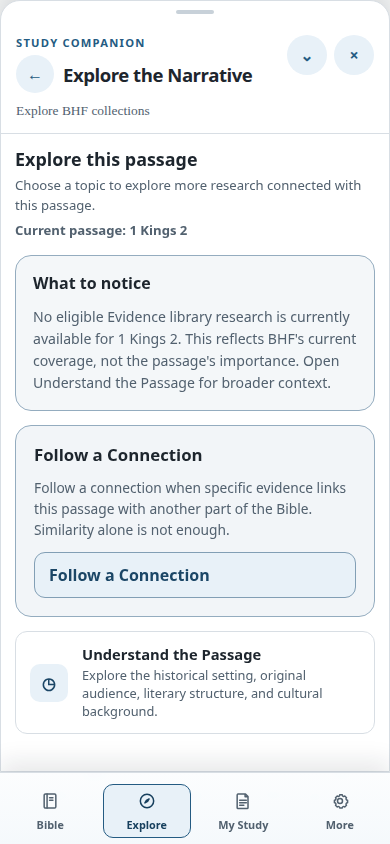 STUDY COMPANION
⌄
×
← Explore the Narrative
Explore BHF collections
Explore this passage
Choose a topic to explore more research connected with
this passage.
Current passage: 1 Kings 2
What to notice
No eligible Evidence library research is currently
available for 1 Kings 2. This reflects BHF's current
coverage, not the passage's importance. Open
Understand the Passage for broader context.
Follow a Connection
Follow a connection when specific evidence links
this passage with another part of the Bible.
Similarity alone is not enough.
Follow a Connection
Understand the Passage
Explore the historical setting, original
audience, literary structure, and cultural
background.
Bible
Explore
My Study
More